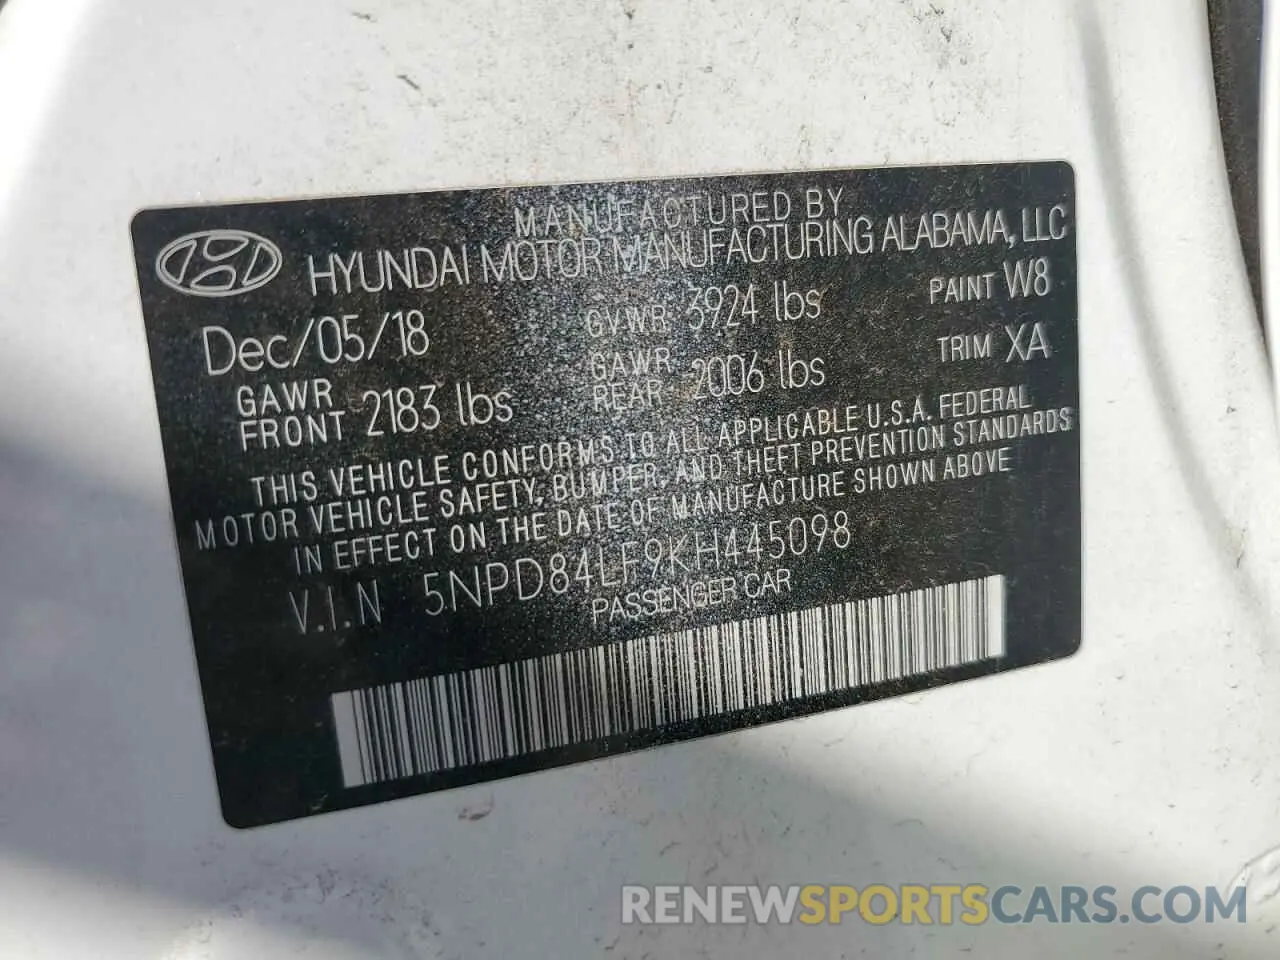 MANUFACTURED BY
HYUNDAI MOTOR MANUFACTURING ALABAMA, LLC
Dec/05/18 GVWR 3924 lbs PAINT W8
GAWR FRONT 2183 lbs GAWR REAR 2006 lbs TRIM XA
THIS VEHICLE CONFORMS TO ALL APPLICABLE U.S.A. FEDERAL
MOTOR VEHICLE SAFETY, BUMPER, AND THEFT PREVENTION STANDARDS
IN EFFECT ON THE DATE OF MANUFACTURE SHOWN ABOVE
V.I.N 5NPD84LF9KH445098
PASSENGER CAR
RENEWSPORTSCARS.COM